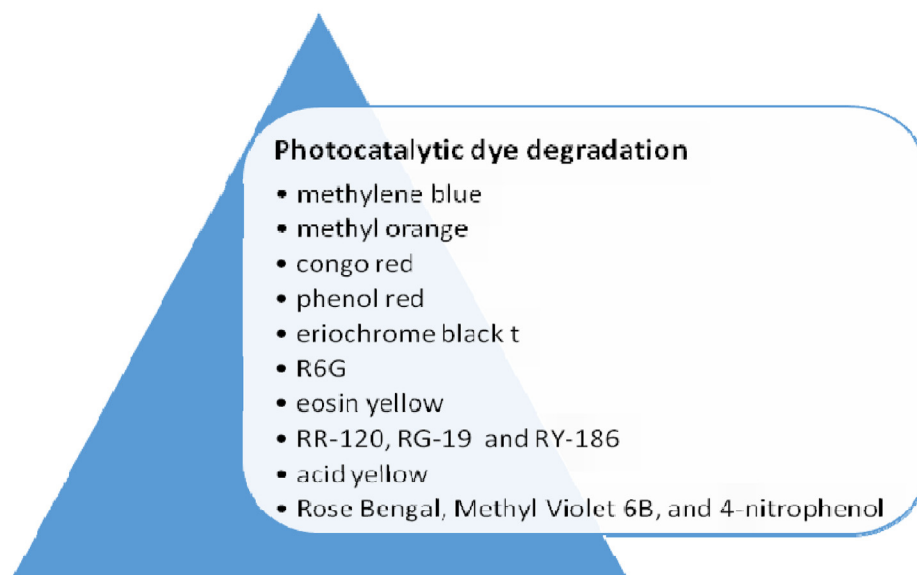 Photocatalytic dye degradation
• methylene blue
• methyl orange
• congo red
• phenol red
• eriochrome black t
• R6G
• eosin yellow
• RR-120, RG-19 and RY-186
• acid yellow
• Rose Bengal, Methyl Violet 6B, and 4-nitrophenol